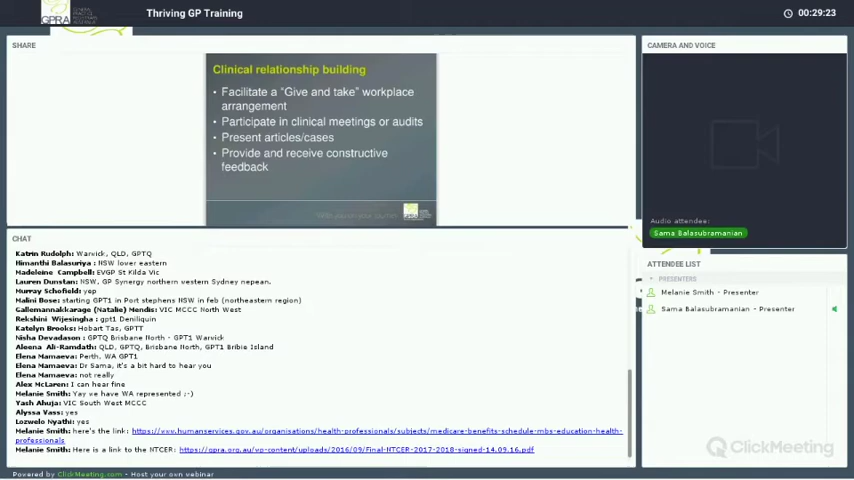 GPRA
Thriving GP Training
00:29:23
SHARE
Clinical relationship building
• Facilitate a “Give and take” workplace
arrangement
• Participate in clinical meetings or audits
• Present articles/cases
• Provide and receive constructive
feedback
CAMERA AND VOICE
Audio attendee:
Sama Balasubramanian
CHAT
Katrin Rudolph: Warwick, QLD, GPTQ
Himanthi Balasuriya: NSW lower eastern
Madeleine Campbell: EVGP St Kilda Vic
Lauren Dunstan: NSW, GP Synergy northern western Sydney nepean.
Murray Schofield: yep
Malini Bose: starting GPT1 in Port stephens NSW in feb (northeastern region)
Gallemannakkarage (Natalie) Mendis: VIC MCCC North West
Rekshini Wijesingha: gpt1 Deniliquin
Katelyn Brooks: Hobart Tas, GPTT
Nisha Devadason: GPTQ Brisbane North - GPT1 Warwick
Aleena Ali-Ramdath: QLD, GPTQ, Brisbane North, GPT1 Bribie Island
Elena Mamaeva: Perth, WA GPT1
Elena Mamaeva: Dr Sama, it's a bit hard to hear you
Elena Mamaeva: not really
Alex McLaren: I can hear fine
Melanie Smith: Yay we have WA represented ;-)
Yash Ahuja: VIC South West MCCC
Alyssa Vass: yes
Lozwelo Nyathi: yes
Melanie Smith: here's the link: https://www.humanservices.gov.au/organisations/health-professionals/subjects/medicare-benefits-schedule-mbs-education-health-
professionals
Melanie Smith: Here is a link to the NTCER: https://gpra.org.au/wp-content/uploads/2016/09/Final-NTCER-2017-2018-signed-14.09.16.pdf
ATTENDEE LIST
PRESENTERS
Melanie Smith - Presenter
Sama Balasubramanian - Presenter
ClickMeeting
Powered by ClickMeeting.com - Host your own webinar